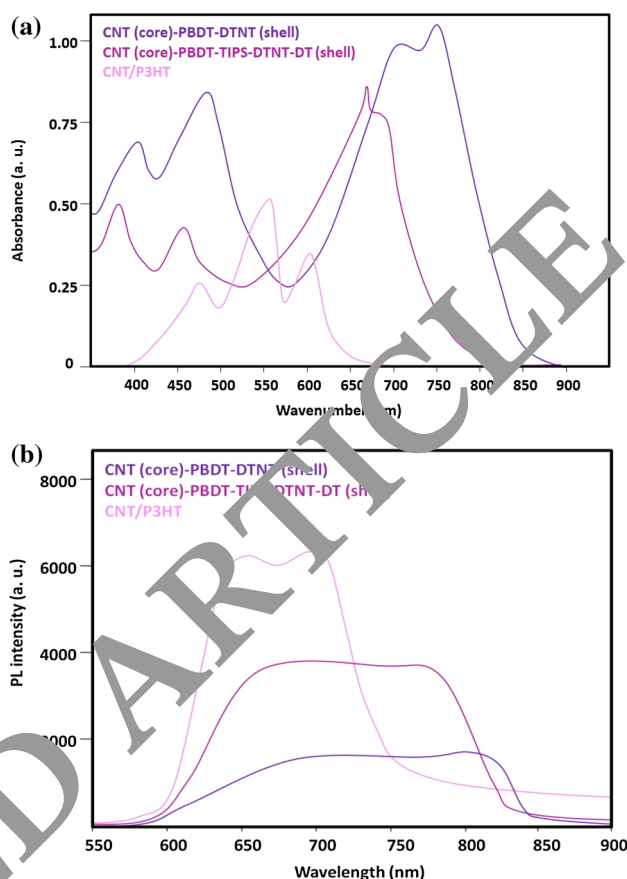 (a)
CNT (core)-PBDT-DTNT (shell)
CNT (core)-PBDT-TIPS-DTNT-DT (shell)
CNT/P3HT
Absorbance (a. u.)
1.00
0.75
0.50
0.25
0
400 450 500 550 600 650 700 750 800 850 900
(b)
CNT (core)-PBDT-DTNT (shell)
CNT (core)-PBDT- DTNT-DT
CNT/P3HT
PL intensity (a. u.)
8000
6000
4000
550 600 650 700 750 800 850 900
Wavelength (nm)
D ARTICLE